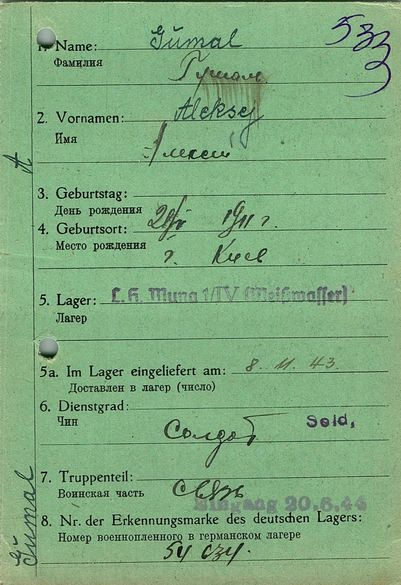 533
1. Name: Gumal
Фамилия
Гумаль
2. Vornamen: Aleksej
Имя
Алексей
A
3. Geburtstag:
День рождения
1911 г.
4. Geburtsort:
Место рождения
г. Киев
5. Lager: L. H. Muna 1/IV (Weißwasser)
Лагерь
5a. Im Lager eingeliefert am: 8. 11. 43.
Доставлен в лагерь (число)
6. Dienstgrad:
Чин
Солдат
Sold.
7. Truppenteil:
Воинская часть
связь
Eingang 20.6.44
8. Nr. der Erkennungsmarke des deutschen Lagers:
Номер военнопленного в германском лагере
54 034.
Gumal